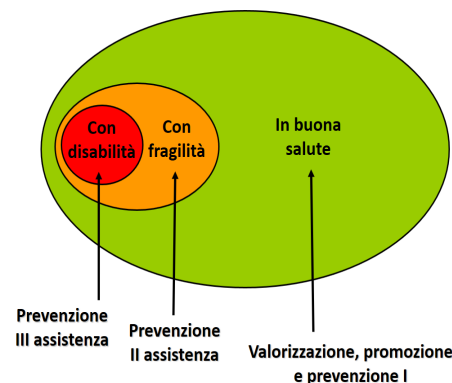 Con
disabilità
Con
fragilità
In buona
salute
Prevenzione
III assistenza
Prevenzione
II assistenza
Valorizzazione, promozione
e prevenzione I